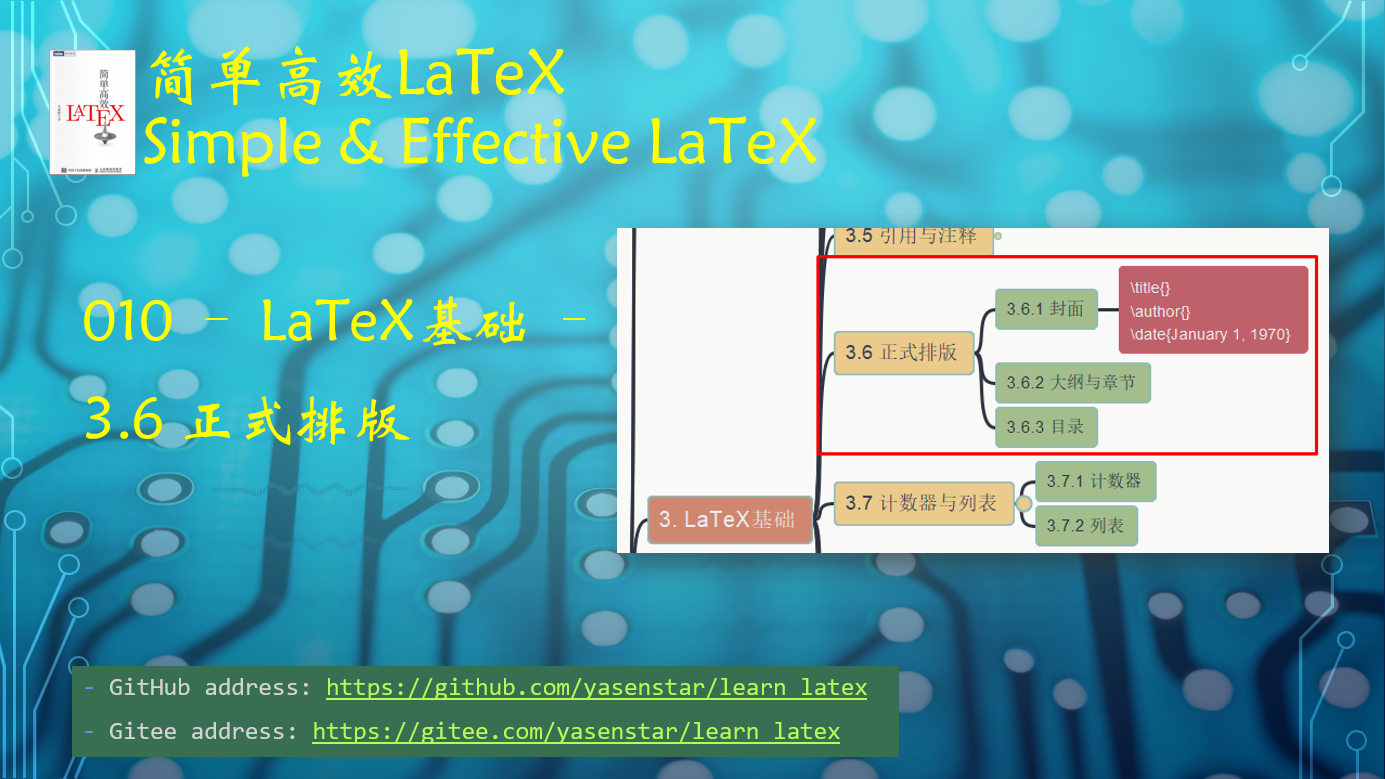 简单高效LaTeX
Simple & Effective LaTeX
简单高效
LATEX
010 - LaTeX基础 -
3.6 正式排版
3.5 引用与注释
3.6 正式排版
3.6.1 封面
\title{}
\author{}
\date{January 1, 1970}
3.6.2 大纲与章节
3.6.3 目录
3. LaTeX基础
3.7 计数器与列表
3.7.1 计数器
3.7.2 列表
- GitHub address: https://github.com/yasenstar/learn_latex
- Gitee address: https://gitee.com/yasenstar/learn_latex